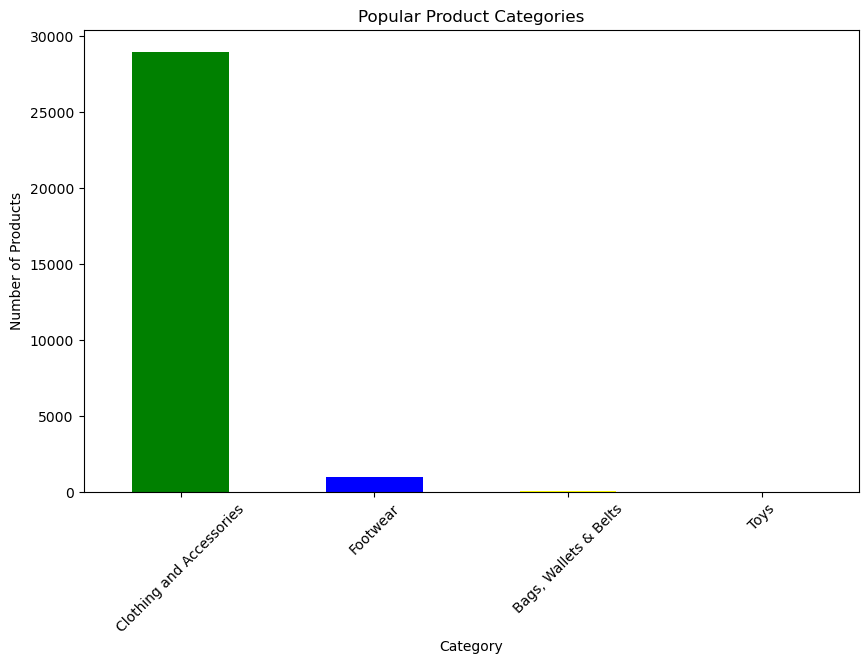 Popular Product Categories
30000
25000
20000
15000
10000
5000
0
Number of Products
Clothing and Accessories
Footwear
Bags, Wallets & Belts
Toys
Category